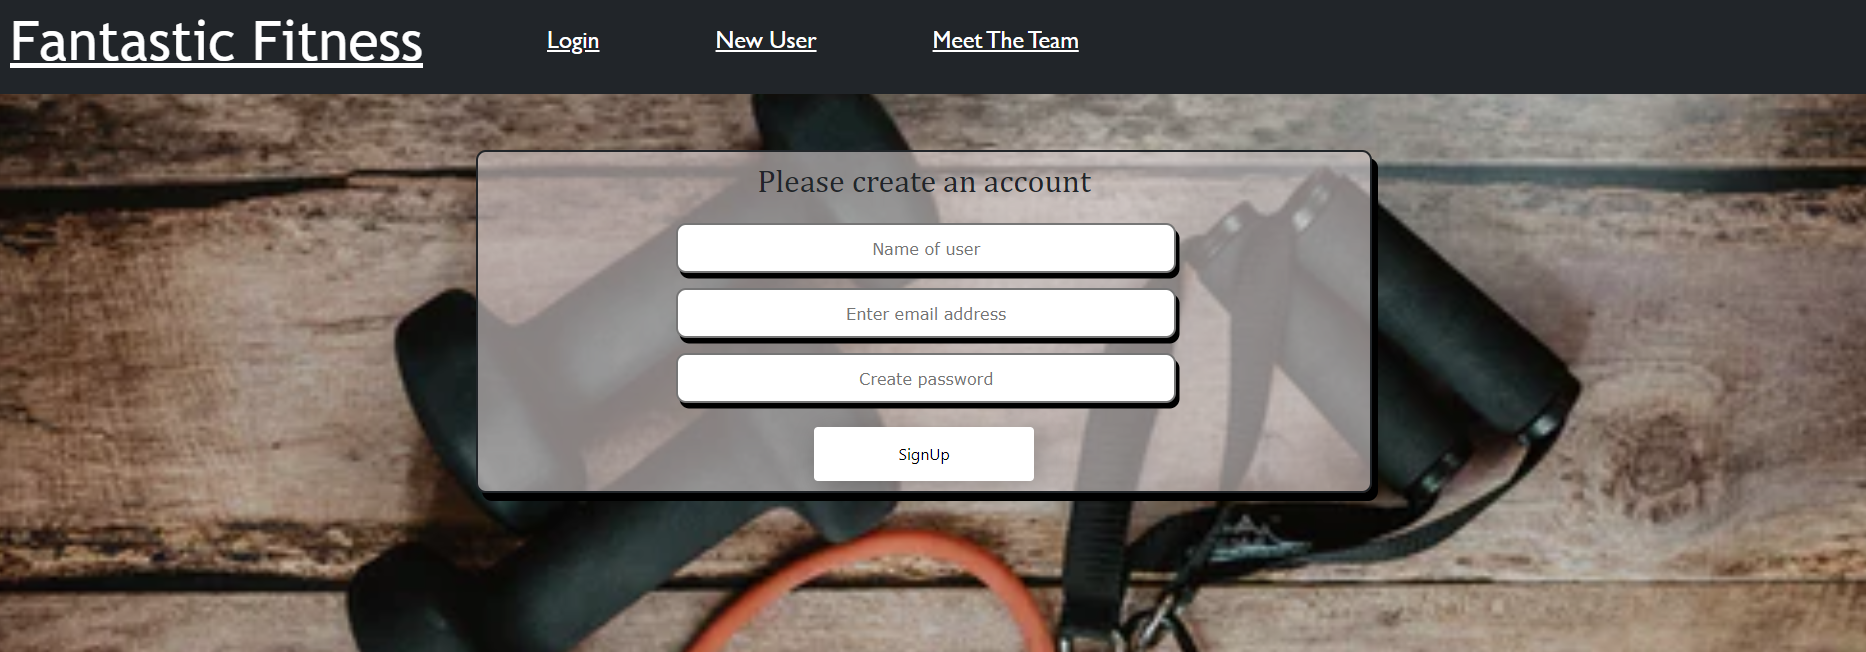 Fantastic Fitness Login New User Meet The Team
Please create an account
Name of user
Enter email address
Create password
SignUp